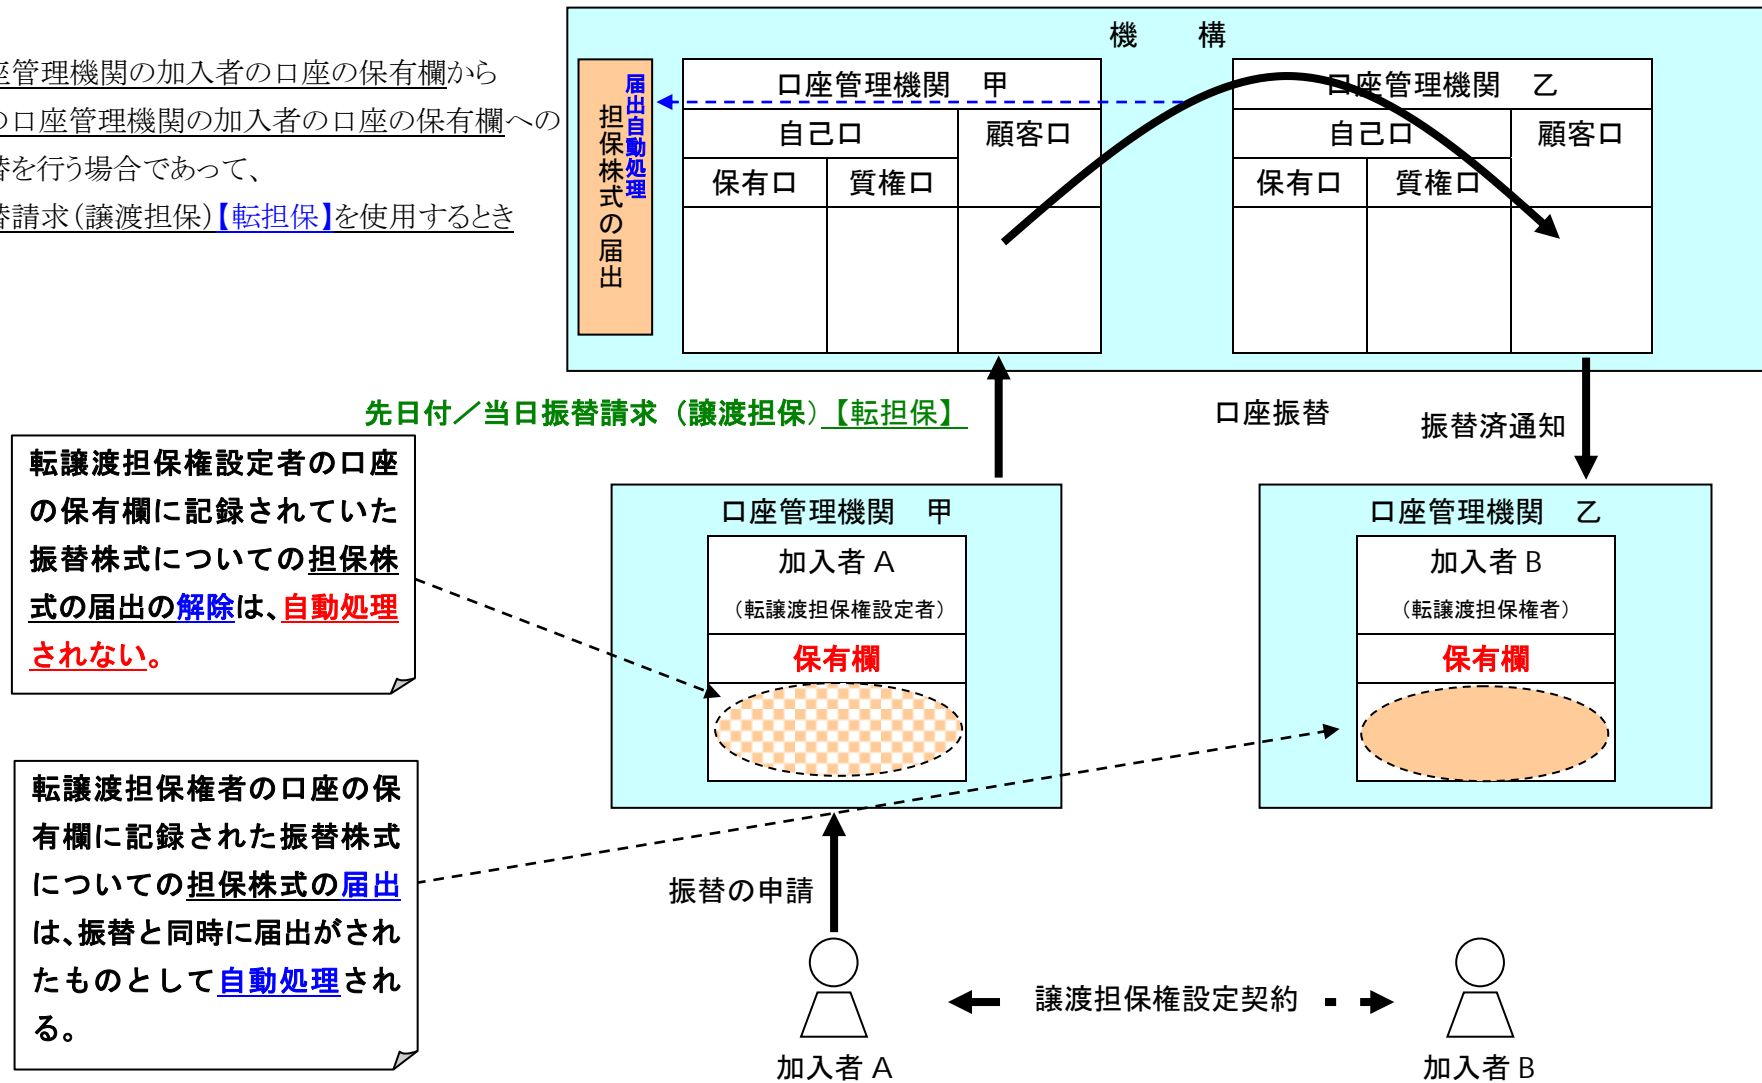 機　構
座管理機関の加入者の口座の保有欄から
の口座管理機関の加入者の口座の保有欄への
替を行う場合であって、
替請求（譲渡担保）【転担保】を使用するとき
届出自動処理
担保株式の届出
口座管理機関　甲
自己口
顧客口
保有口
質権口
口座管理機関　乙
自己口
顧客口
保有口
質権口
先日付／当日振替請求（譲渡担保）【転担保】
口座振替
振替済通知
転譲渡担保権設定者の口座
の保有欄に記録されていた
振替株式についての担保株
式の届出の解除は、自動処理
されない。
口座管理機関　甲
加入者 A
（転譲渡担保権設定者）
保有欄
口座管理機関　乙
加入者 B
（転譲渡担保権者）
保有欄
転譲渡担保権者の口座の保
有欄に記録された振替株式
についての担保株式の届出
は、振替と同時に届出がされ
たものとして自動処理され
る。
振替の申請
譲渡担保権設定契約
加入者 A
加入者 B